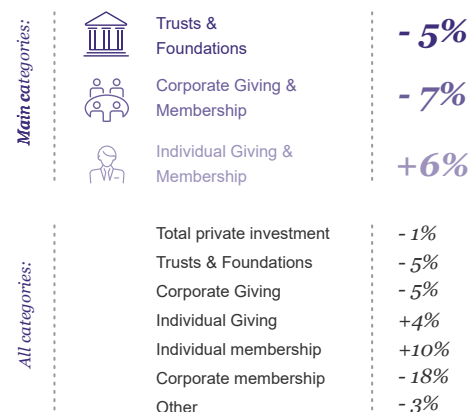 Main categories:
Trusts &
Foundations
- 5%
Corporate Giving &
Membership
- 7%
Individual Giving &
Membership
+6%
All categories:
Total private investment - 1%
Trusts & Foundations - 5%
Corporate Giving - 5%
Individual Giving +4%
Individual membership +10%
Corporate membership - 18%
Other - 3%